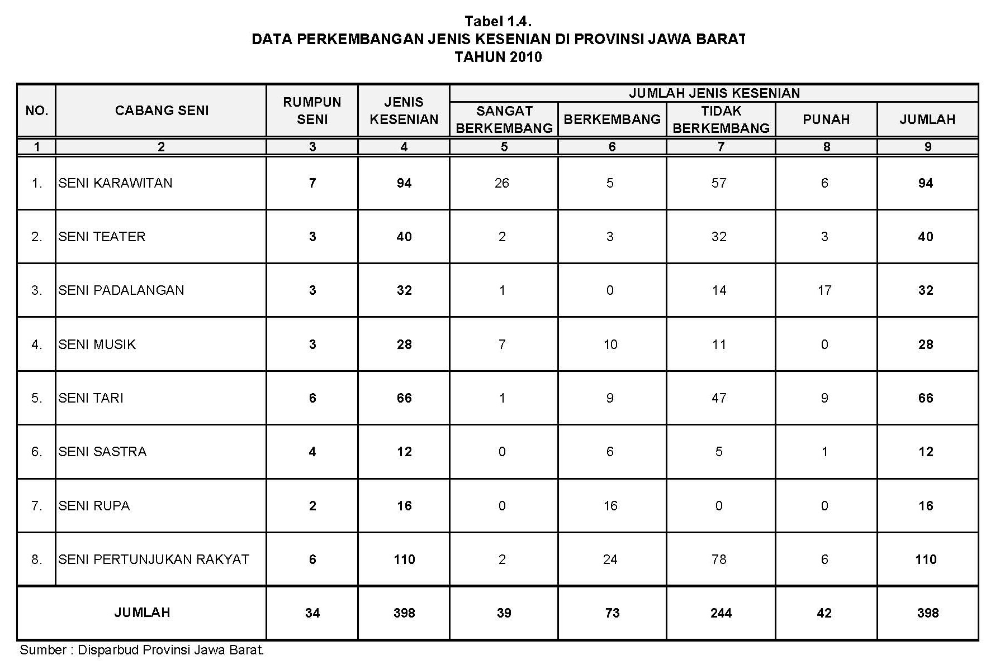 Tabel 1.4.
DATA PERKEMBANGAN JENIS KESENIAN DI PROVINSI JAWA BARAT
TAHUN 2010
NO. CABANG SENI RUMPUN SENI JENIS KESENIAN JUMLAH JENIS KESENIAN
SANGAT BERKEMBANG BERKEMBANG TIDAK BERKEMBANG PUNAH JUMLAH
1 2 3 4 5 6 7 8 9
1. SENI KARAWITAN 7 94 26 5 57 6 94
2. SENI TEATER 3 40 2 3 32 3 40
3. SENI PADALANGAN 3 32 1 0 14 17 32
4. SENI MUSIK 3 28 7 10 11 0 28
5. SENI TARI 6 66 1 9 47 9 66
6. SENI SASTRA 4 12 0 6 5 1 12
7. SENI RUPA 2 16 0 16 0 0 16
8. SENI PERTUNJUKAN RAKYAT 6 110 2 24 78 6 110
JUMLAH 34 398 39 73 244 42 398
Sumber : Disparbud Provinsi Jawa Barat.